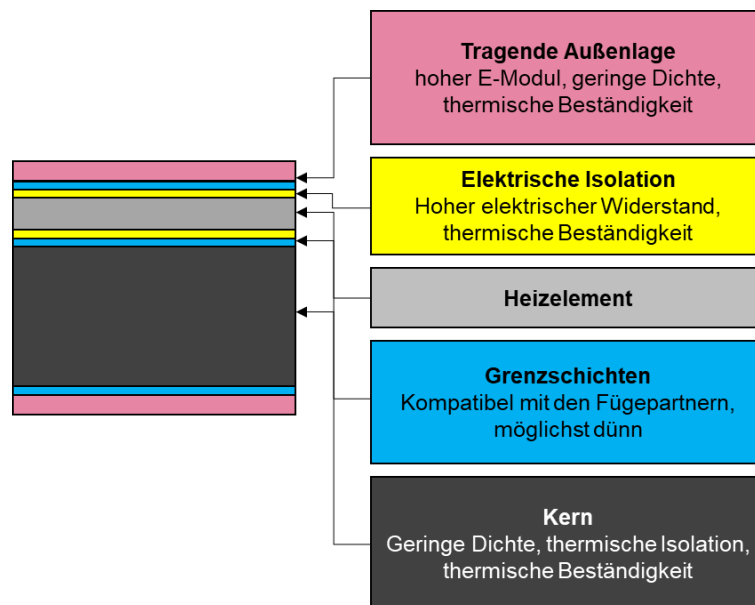 Tragende Außenlage
hoher E-Modul, geringe Dichte,
thermische Beständigkeit
Elektrische Isolation
Hoher elektrischer Widerstand,
thermische Beständigkeit
Heizelement
Grenzschichten
Kompatibel mit den Fügepartnern,
möglichst dünn
Kern
Geringe Dichte, thermische Isolation,
thermische Beständigkeit